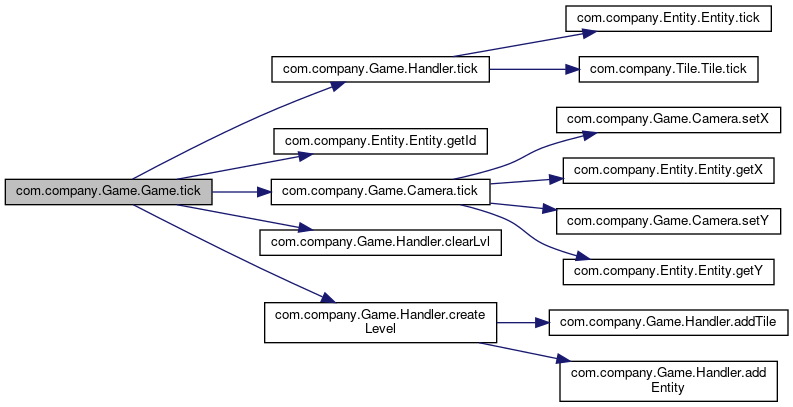 com.company.Entity.Entity.tick
com.company.Game.Handler.tick
com.company.Tile.Tile.tick
com.company.Game.Camera.setX
com.company.Entity.Entity.getId
com.company.Entity.Entity.getX
com.company.Game.Game.tick
com.company.Game.Camera.tick
com.company.Game.Camera.setY
com.company.Game.Handler.clearLvl
com.company.Entity.Entity.getY
com.company.Game.Handler.create
Level
com.company.Game.Handler.addTile
com.company.Game.Handler.add
Entity